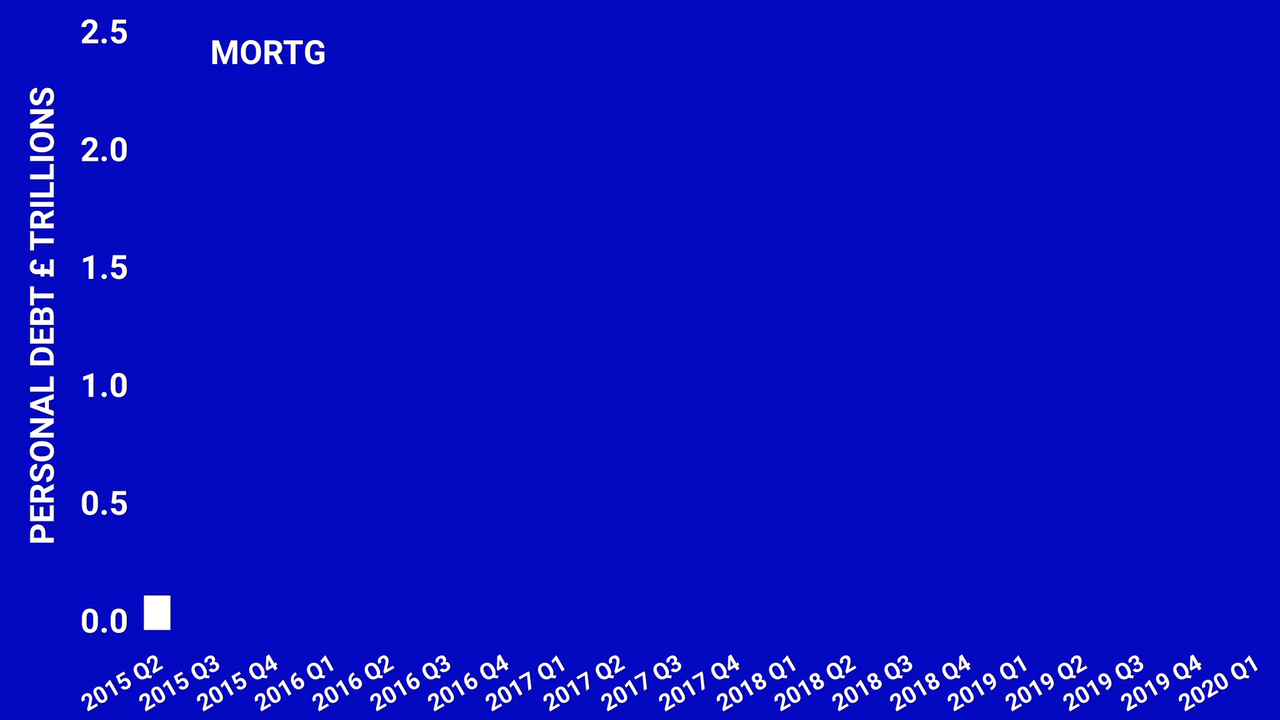 MORTG
PERSONAL DEBT £ TRILLIONS
2.5
2.0
1.5
1.0
0.5
0.0
2015 Q2
2015 Q3
2015 Q4
2016 Q1
2016 Q2
2016 Q3
2016 Q4
2017 Q1
2017 Q2
2017 Q3
2017 Q4
2018 Q1
2018 Q2
2018 Q3
2018 Q4
2019 Q1
2019 Q2
2019 Q3
2019 Q4
2020 Q1